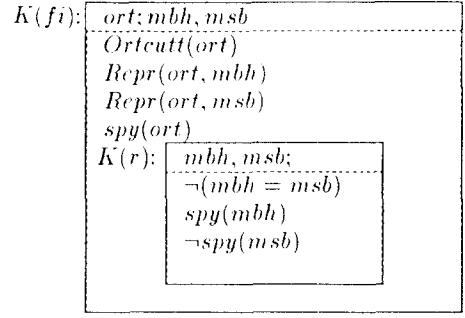 K(fi): ort; mbh, msb
Ortcutt(ort)
Repr(ort, mbh)
Repr(ort, msb)
spy(ort)
K(r): mbh, msb;
¬(mbh = msb)
spy(mbh)
¬spy(msb)